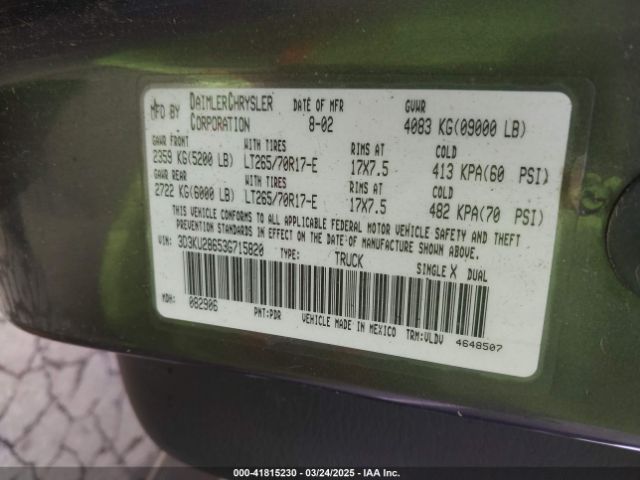 MFD BY DAIMLERCHRYSLER CORPORATION DATE OF MFR 8-02 GVWR 4083 KG(09000 LB)
GAWR FRONT WITH TIRES RIMS AT COLD
2359 KG(5200 LB) LT265/70R17-E 17X7.5 413 KPA(60 PSI)
GAWR REAR WITH TIRES RIMS AT COLD
2722 KG(6000 LB) LT265/70R17-E 17X7.5 482 KPA(70 PSI)
THIS VEHICLE CONFORMS TO ALL APPLICABLE FEDERAL MOTOR VEHICLE SAFETY AND THEFT
PREVENTION STANDARDS IN EFFECT ON THE DATE OF MANUFACTURE SHOWN ABOVE.
VIN: 3D3KU28653G715820 TYPE: TRUCK SINGLE X DUAL
MDH: 082906 PNT:PDR VEHICLE MADE IN MEXICO TRM:VLDV 4648507
000-41815230 - 03/24/2025 - IAA Inc.